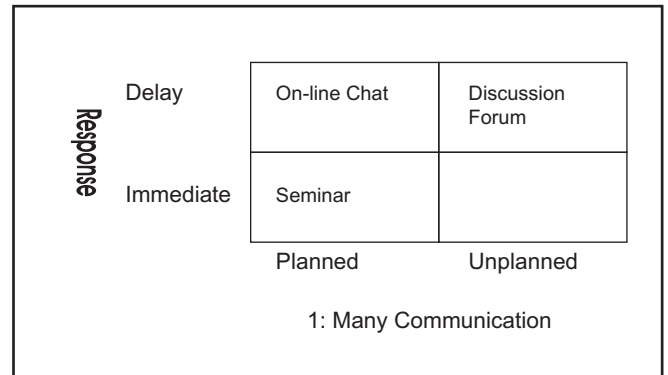 Response
Delay
On-line Chat
Discussion
Forum
Immediate
Seminar
Planned
Unplanned
1: Many Communication